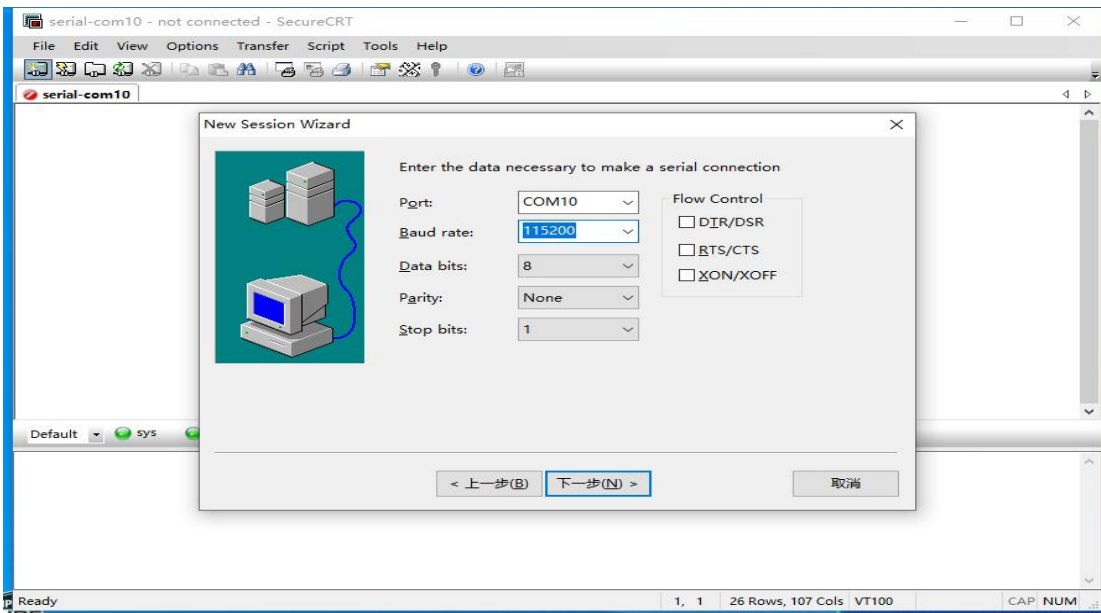 serial-com10 - not connected - SecureCRT
File Edit View Options Transfer Script Tools Help
serial-com10
New Session Wizard
Enter the data necessary to make a serial connection
Port: COM10
Baud rate: 115200
Data bits: 8
Parity: None
Stop bits: 1
Flow Control
DTR/DSR
RTS/CTS
XON/XOFF
Default sys
< 上一步(B) 下一步(N) > 取消
Ready 1, 1 26 Rows, 107 Cols VT100 CAP NUM